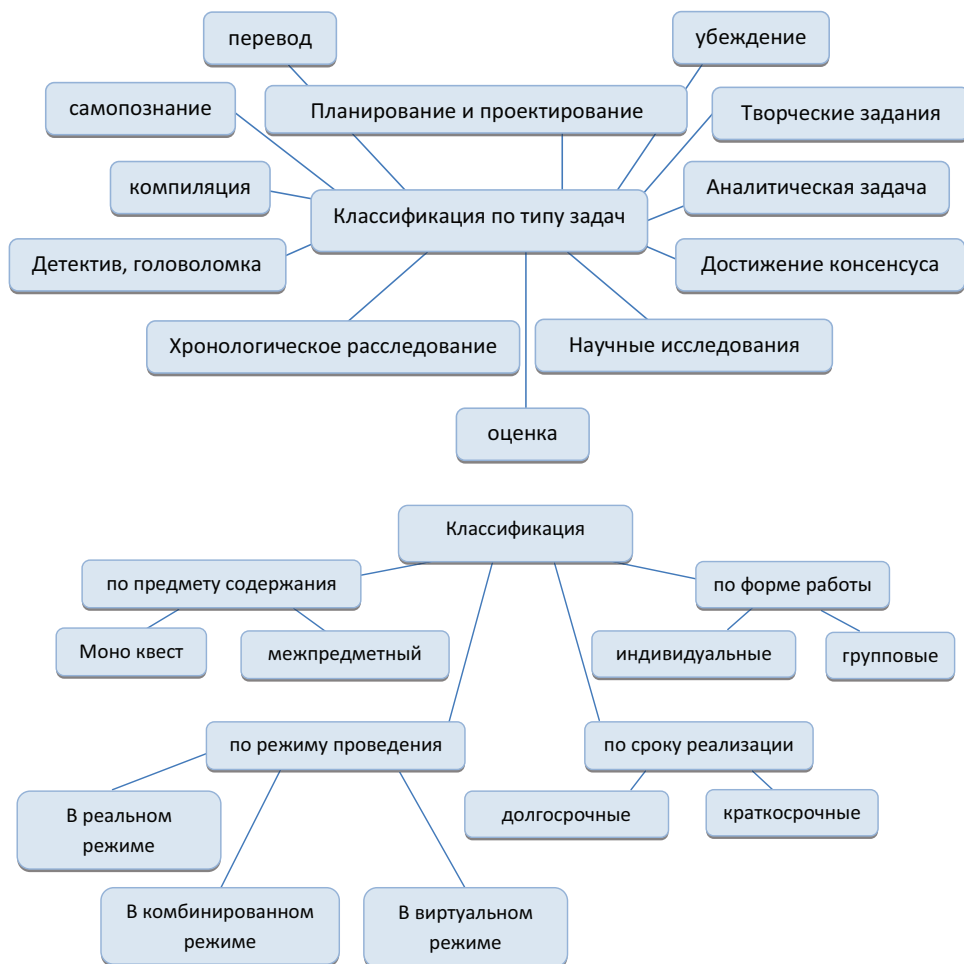 перевод
убеждение
самопознание
Планирование и проектирование
Творческие задания
компиляция
Классификация по типу задач
Аналитическая задача
Детектив, головоломка
Достижение консенсуса
Хронологическое расследование
Научные исследования
оценка
Классификация
по предмету содержания
по форме работы
Моно квест
межпредметный
индивидуальные
групповые
по режиму проведения
по сроку реализации
В реальном
режиме
долгосрочные
краткосрочные
В комбинированном
режиме
В виртуальном
режиме